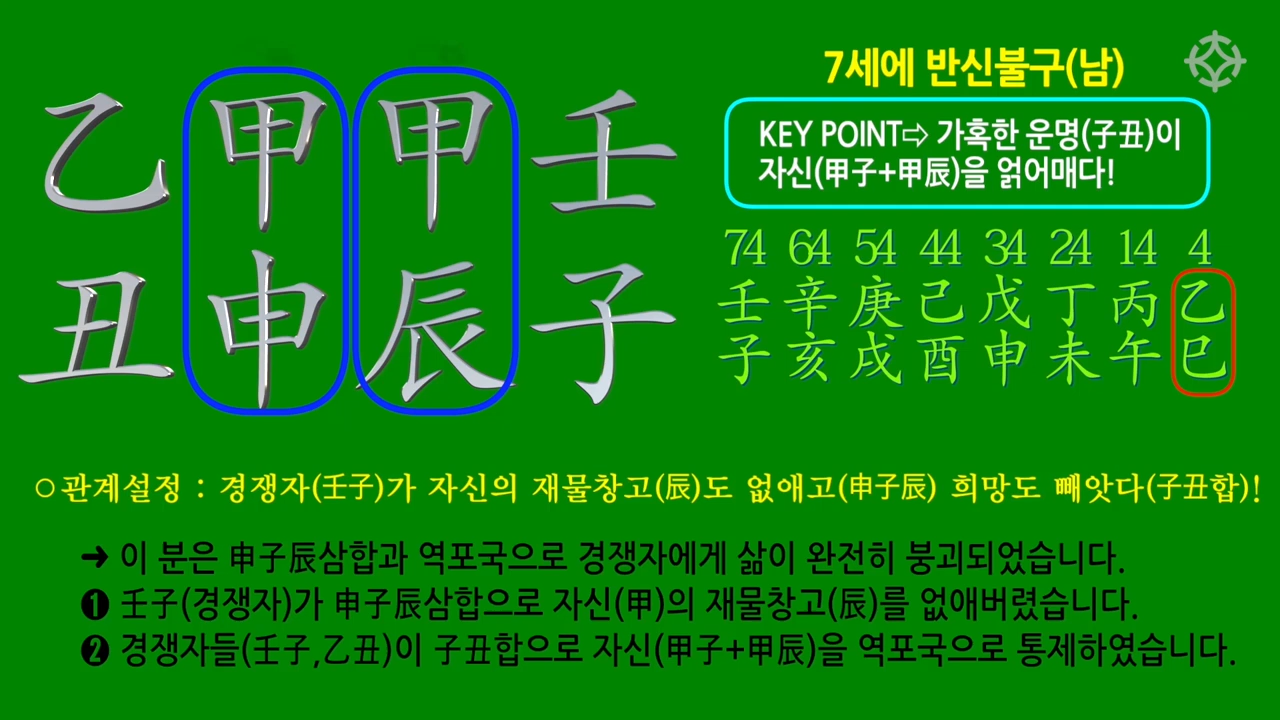 乙 甲 甲 壬
丑 申 辰 子
7세에 반신불구(남)
KEY POINT⇨ 가혹한 운명(子丑)이
자신(甲子+甲辰)을 얽어매다!
74 64 54 44 34 24 14 4
壬 辛 庚 己 戊 丁 丙 乙
子 亥 戌 酉 申 未 午 巳
○관계설정 : 경쟁자(壬子)가 자신의 재물창고(辰)도 없애고(申子辰) 희망도 빼앗다(子丑합)!
➜ 이 분은 申子辰삼합과 역포국으로 경쟁자에게 삶이 완전히 붕괴되었습니다.
❶ 壬子(경쟁자)가 申子辰삼합으로 자신(甲)의 재물창고(辰)를 없애버렸습니다.
❷ 경쟁자들(壬子,乙丑)이 子丑합으로 자신(甲子+甲辰)을 역포국으로 통제하였습니다.